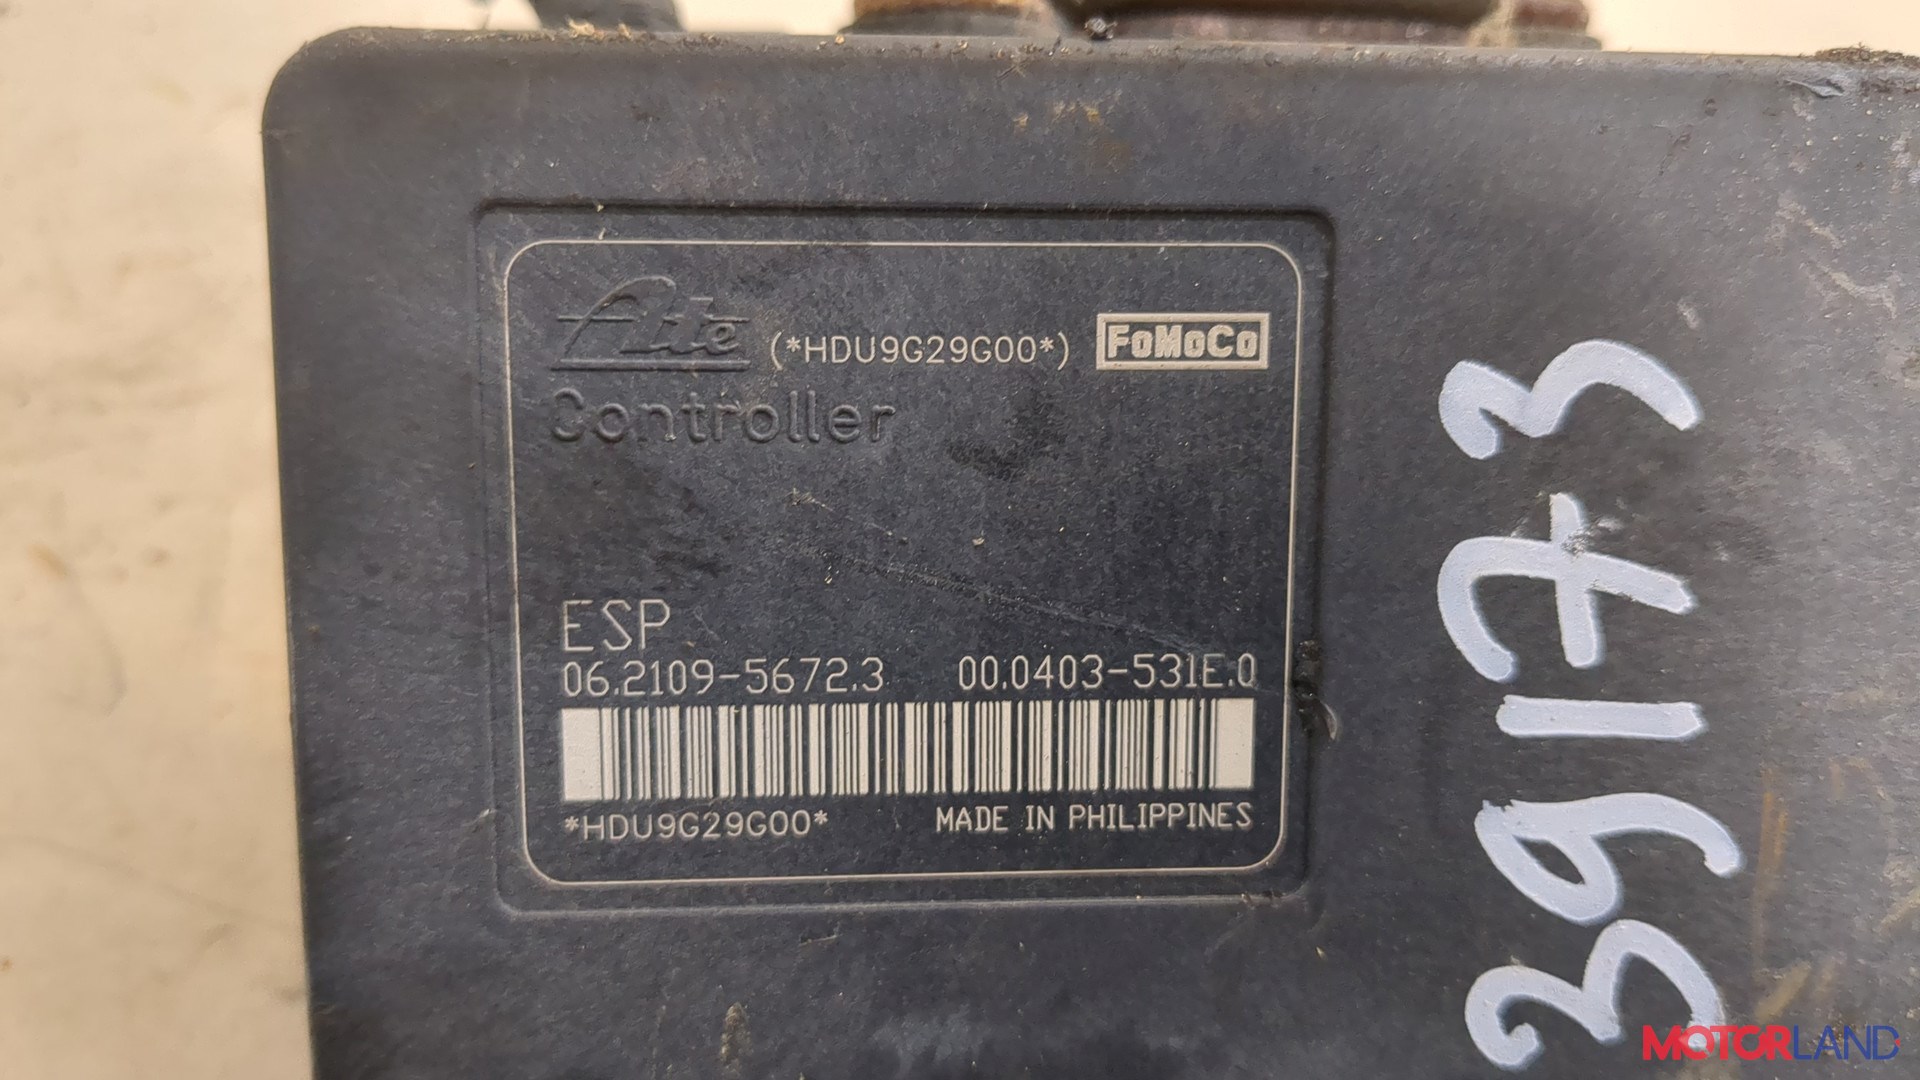 Ate (*HDU9G29G00*) FoMoCo
Controller
ESP
06.2109-5672.3 00.0403-531E.0
*HDU9G29G00* MADE IN PHILIPPINES
39173
MOTORLAND